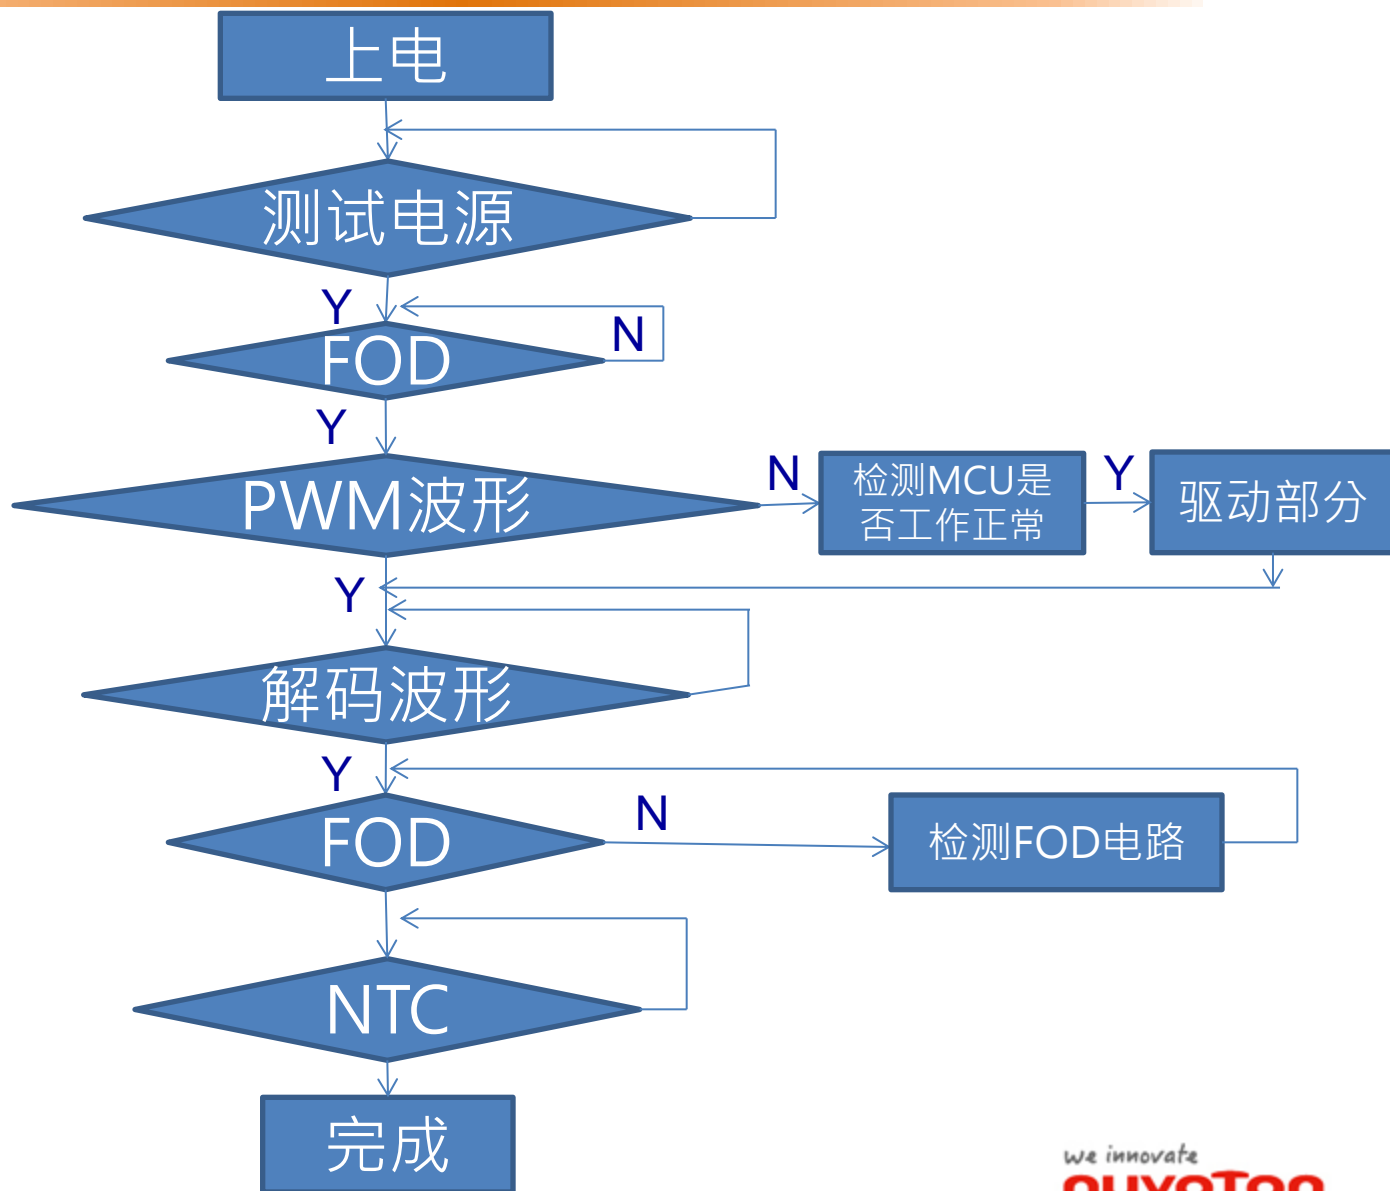 上电
测试电源
Y
N
FOD
Y
PWM波形
N
检测MCU是
否工作正常
Y
驱动部分
Y
解码波形
Y
FOD
N
检测FOD电路
NTC
完成
we innovate